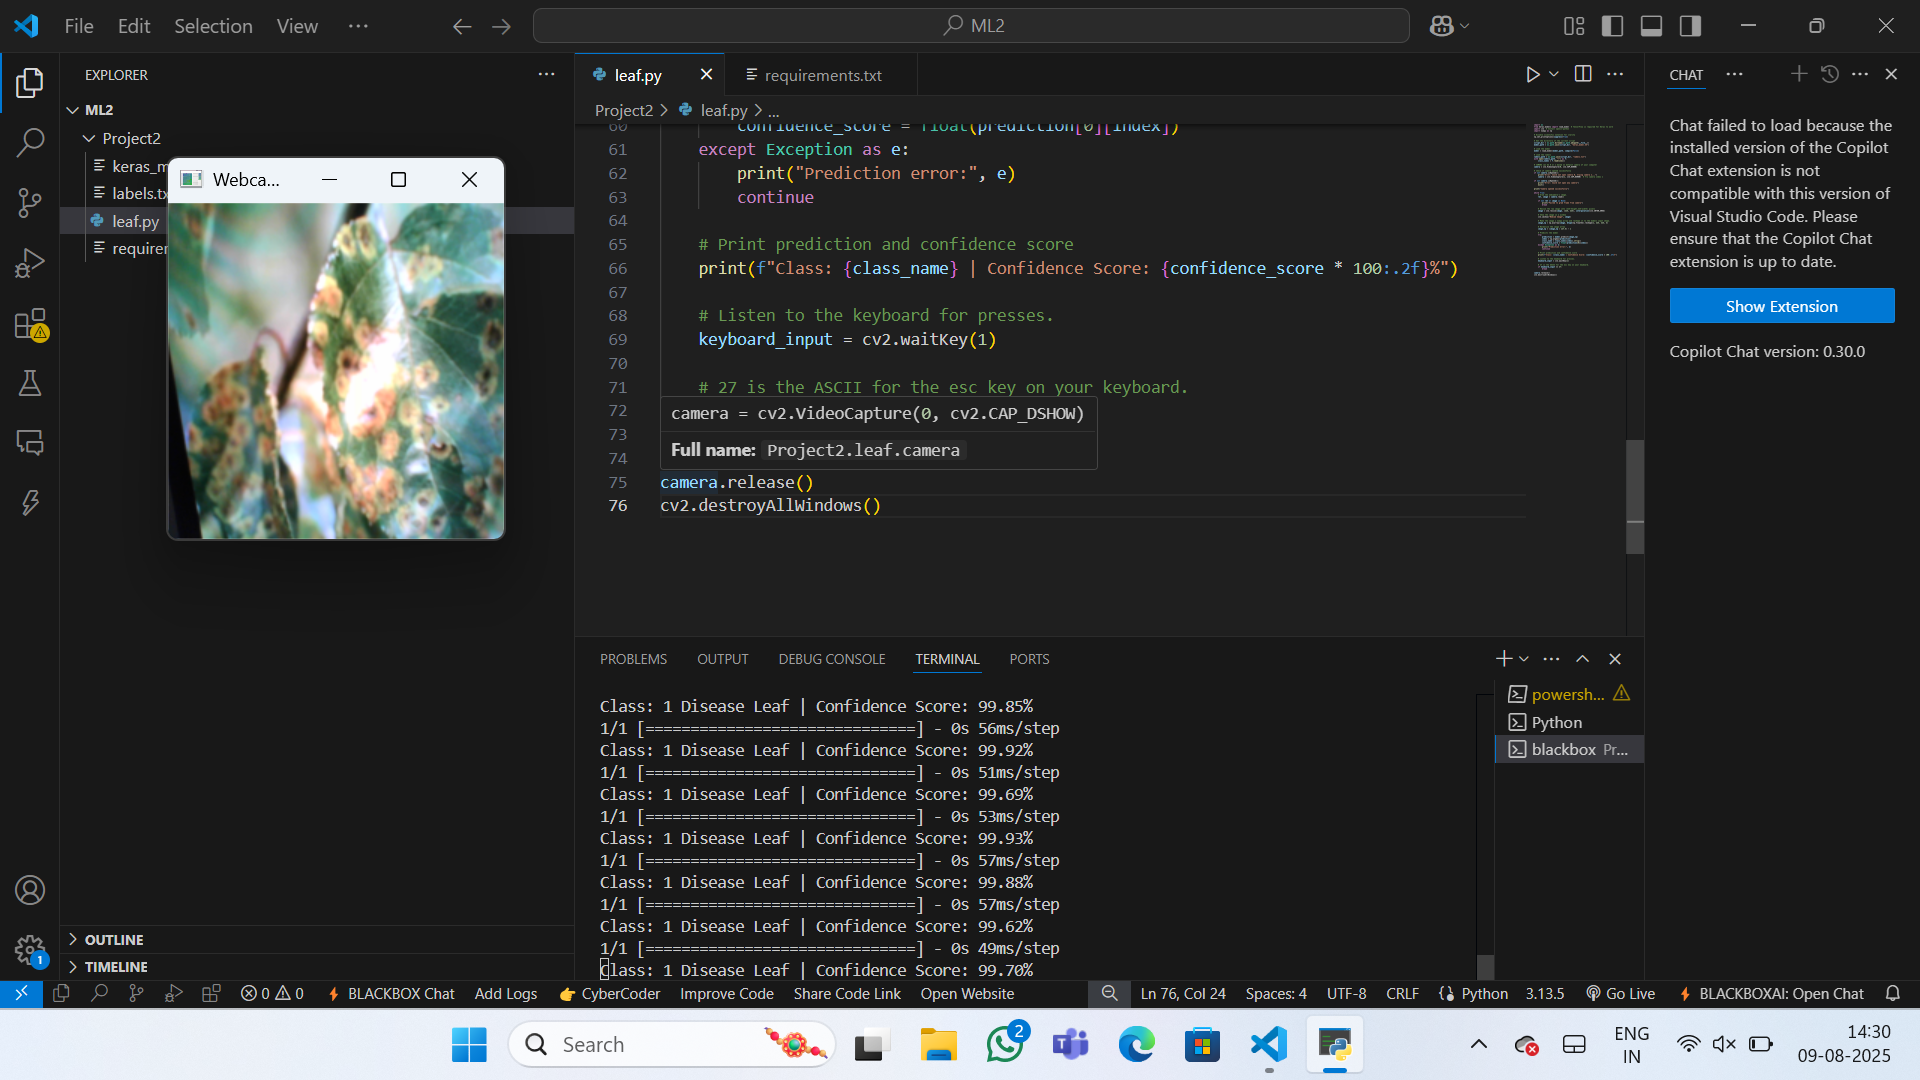 File Edit Selection View ···
ML2
EXPLORER
ML2
Project2
keras_m
labels.tx
leaf.py
requirer
Webca...
OUTLINE
TIMELINE
leaf.py
requirements.txt
Project2 > leaf.py > ...
60 confidence_score = float(prediction[0][index])
61 except Exception as e:
62 print("Prediction error:", e)
63 continue
64
65 # Print prediction and confidence score
66 print(f"Class: {class_name} | Confidence Score: {confidence_score * 100:.2f}%")
67
68 # Listen to the keyboard for presses.
69 keyboard_input = cv2.waitKey(1)
70
71 # 27 is the ASCII for the esc key on your keyboard.
72
camera = cv2.VideoCapture(0, cv2.CAP_DSHOW)
73
Full name: Project2.leaf.camera
74
75 camera.release()
76 cv2.destroyAllWindows()
PROBLEMS OUTPUT DEBUG CONSOLE TERMINAL PORTS
Class: 1 Disease Leaf | Confidence Score: 99.85%
1/1 [==============================] - 0s 56ms/step
Class: 1 Disease Leaf | Confidence Score: 99.92%
1/1 [==============================] - 0s 51ms/step
Class: 1 Disease Leaf | Confidence Score: 99.69%
1/1 [==============================] - 0s 53ms/step
Class: 1 Disease Leaf | Confidence Score: 99.93%
1/1 [==============================] - 0s 57ms/step
Class: 1 Disease Leaf | Confidence Score: 99.88%
1/1 [==============================] - 0s 57ms/step
Class: 1 Disease Leaf | Confidence Score: 99.62%
1/1 [==============================] - 0s 49ms/step
Class: 1 Disease Leaf | Confidence Score: 99.70%
powersh...
Python
blackbox Pr...
CHAT
Chat failed to load because the
installed version of the Copilot
Chat extension is not
compatible with this version of
Visual Studio Code. Please
ensure that the Copilot Chat
extension is up to date.
Show Extension
Copilot Chat version: 0.30.0
1
0 0 BLACKBOX Chat Add Logs CyberCoder Improve Code Share Code Link Open Website Ln 76, Col 24 Spaces: 4 UTF-8 CRLF Python 3.13.5 Go Live BLACKBOXAI: Open Chat
Search
2
ENG
IN
14:30
09-08-2025